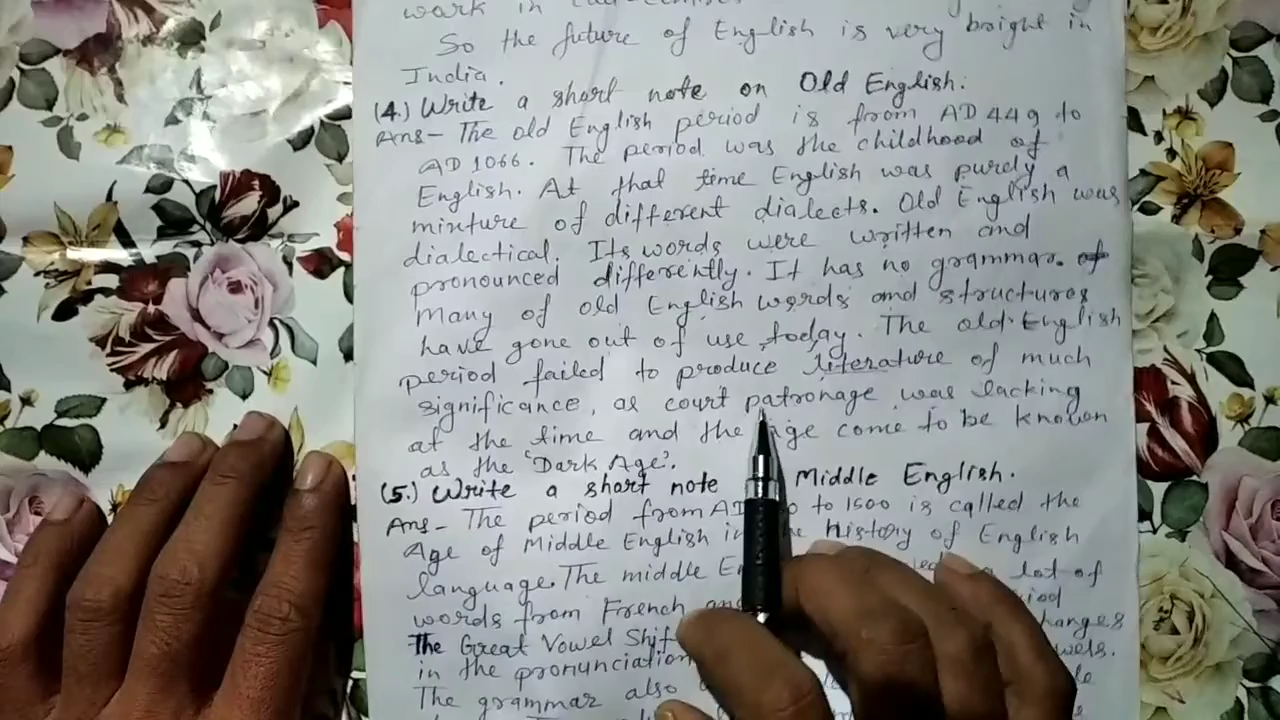 work in
So the future of English is very bright in
India.
(4.) Write a short note on Old English.
Ans- The old English period is from AD 449 to
AD 1066. The period was the childhood of
English. At that time English was purely a
mixture of different dialects. Old English was
dialectical. Its words were written and
pronounced differently. It has no grammar.
Many of old English words and structures
have gone out of use today. The old English
period failed to produce literature of much
significance, as court patronage was lacking
at the time and the age come to be known
as the 'Dark Age'.
(5.) Write a short note Middle English.
Ans- The period from AD to 1500 is called the
Age of Middle English in the history of English
language. The middle a lot of
words from French
The Great Vowel Shift changes
in the pronunciation
The grammar also